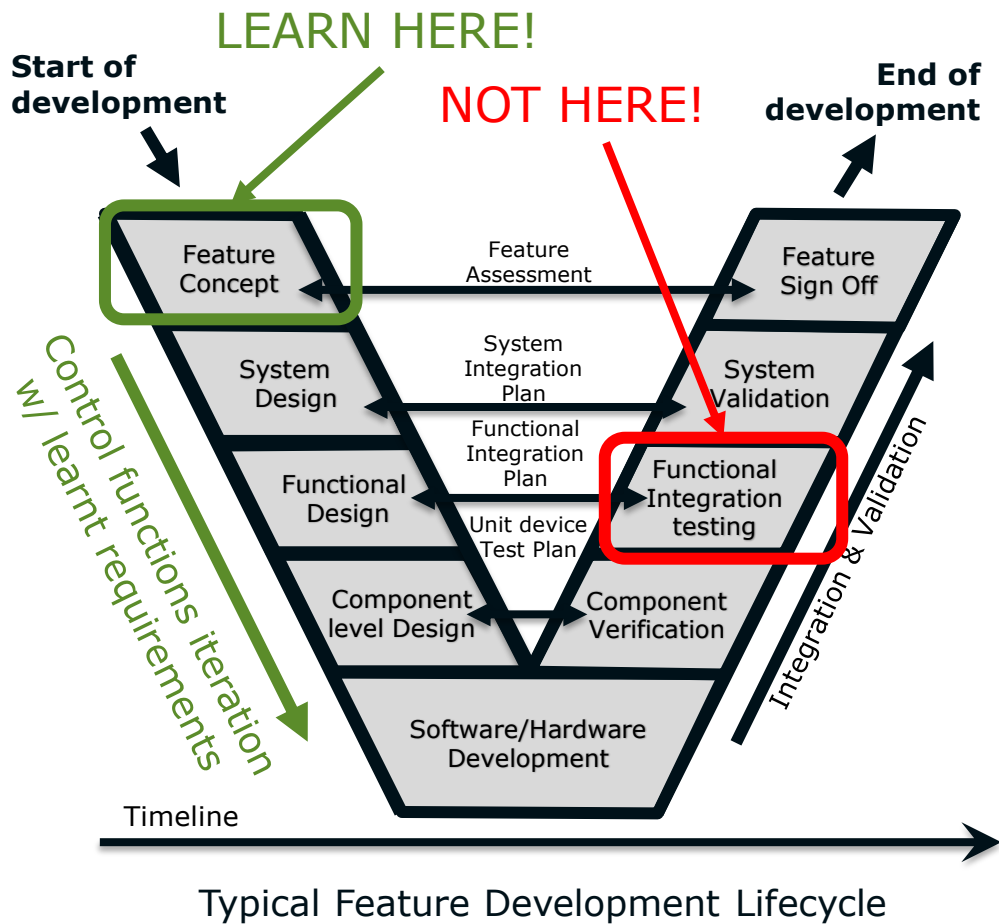 LEARN HERE!
Start of
development
NOT HERE!
End of
development
Feature
Concept
Feature
Assessment
Feature
Sign Off
System
Design
System
Integration
Plan
System
Validation
Functional
Design
Functional
Integration
Plan
Functional
Integration
testing
Unit device
Test Plan
Component
level Design
Component
Verification
Software/Hardware
Development
Control functions iteration
w/ learnt requirements
Integration & Validation
Timeline
Typical Feature Development Lifecycle